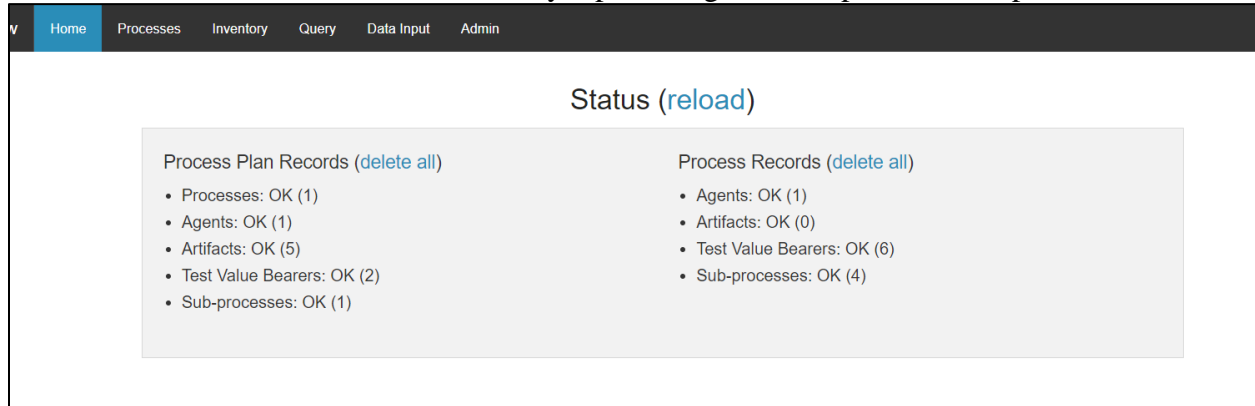 Home Processes Inventory Query Data Input Admin
Status (reload)
Process Plan Records (delete all)
• Processes: OK (1)
• Agents: OK (1)
• Artifacts: OK (5)
• Test Value Bearers: OK (2)
• Sub-processes: OK (1)
Process Records (delete all)
• Agents: OK (1)
• Artifacts: OK (0)
• Test Value Bearers: OK (6)
• Sub-processes: OK (4)